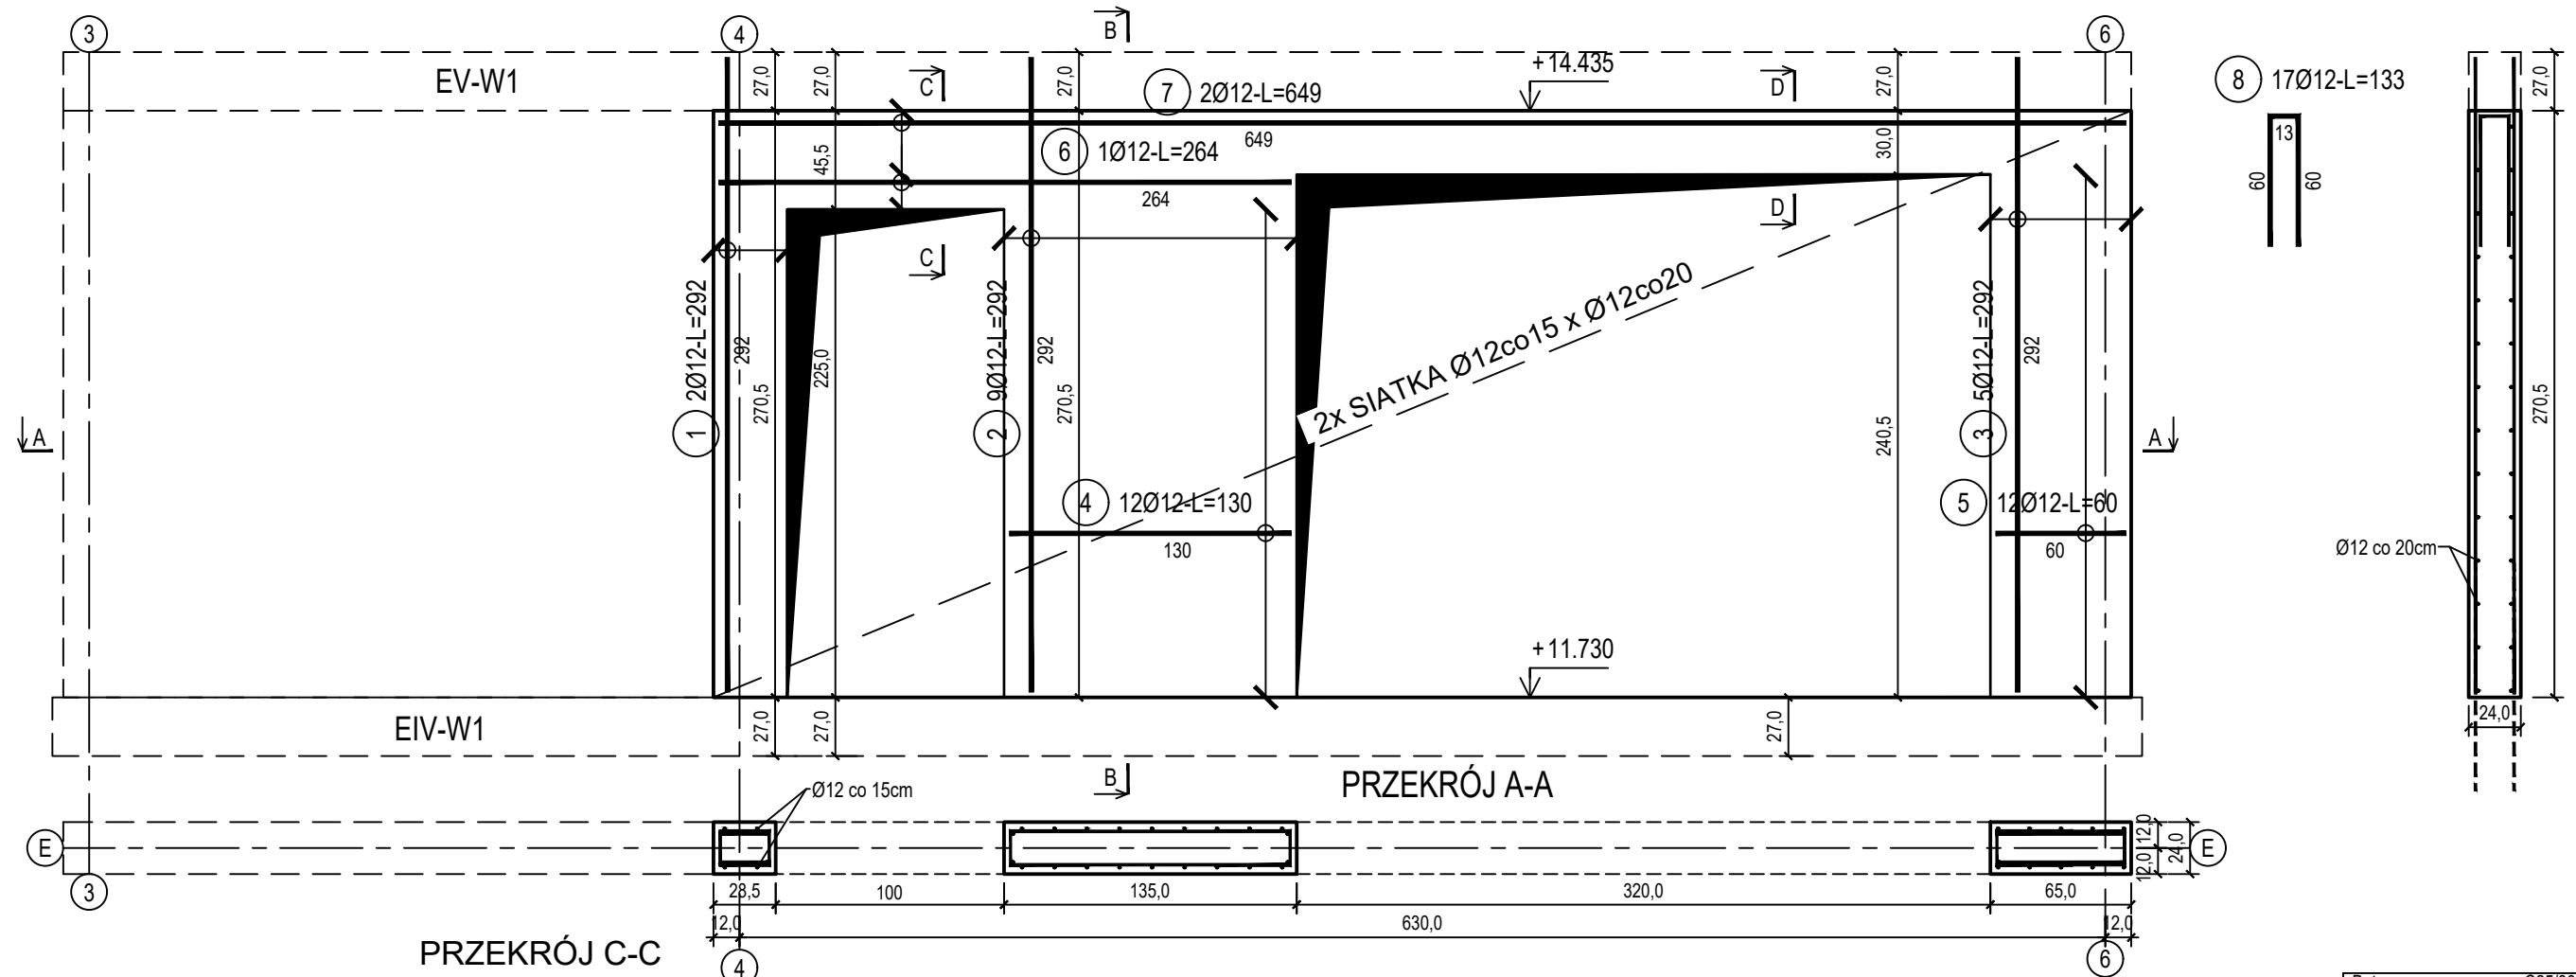 3
4
B
6
EV-W1
27,0
27,0
27,0
27,0
27,0
C
D
7 2Ø12-L=649
+14.435
8 17Ø12-L=133
13
60
60
649
6 1Ø12-L=264
264
45,5
30,0
C
D
1 2Ø12-L=292
292
270,5
225,0
2 9Ø12-L=292
292
270,5
2x SIATKA Ø12co15 x Ø12co20
240,5
3 5Ø12-L=292
292
270,5
A
A
4 12Ø12-L=130
130
5 12Ø12-L=60
60
Ø12 co 20cm
+11.730
24,0
EIV-W1
27,0
27,0
27,0
B
PRZEKRÓJ A-A
Ø12 co 15cm
E
E
12,0
12,0
24,0
3
28,5
100
135,0
320,0
65,0
12,0
630,0
12,0
PRZEKRÓJ C-C
4
6